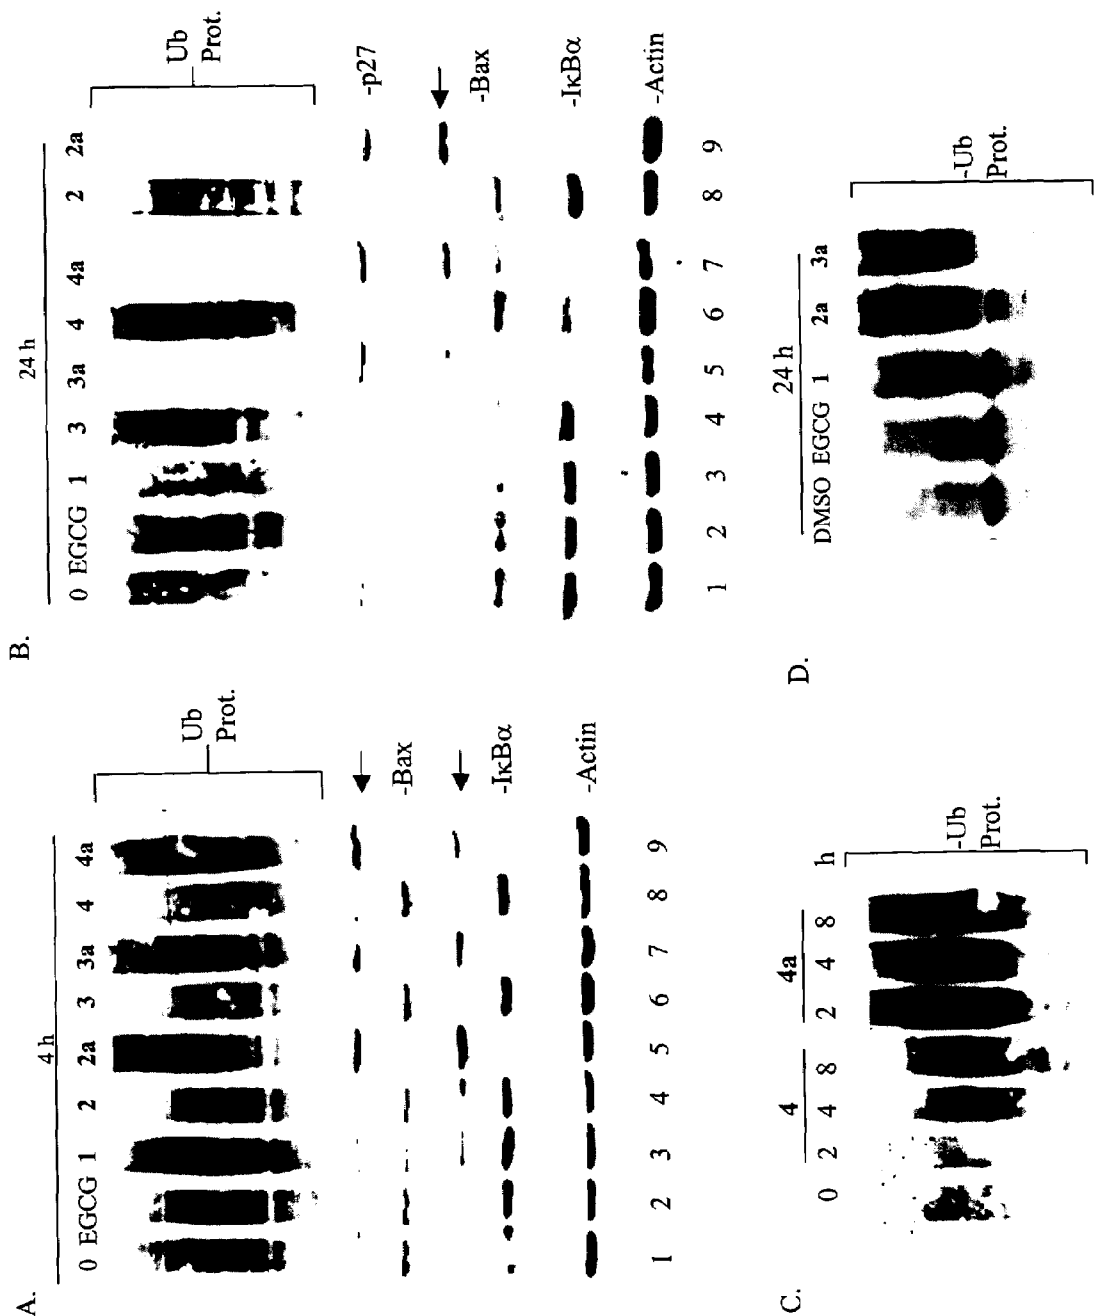 A.
4 h
0 EGCG 1 2 2a 3 3a 4 4a
Ub
Prot.
-Bax
-IκBα
-Actin
1 2 3 4 5 6 7 8 9
B.
24 h
0 EGCG 1 3 3a 4 4a 2 2a
Ub
Prot.
-p27
-Bax
-IκBα
-Actin
1 2 3 4 5 6 7 8 9
C.
4 4a
0 2 4 8 2 4 8 h
-Ub
Prot.
D.
24 h
DMSO EGCG 1 2a 3a
-Ub
Prot.